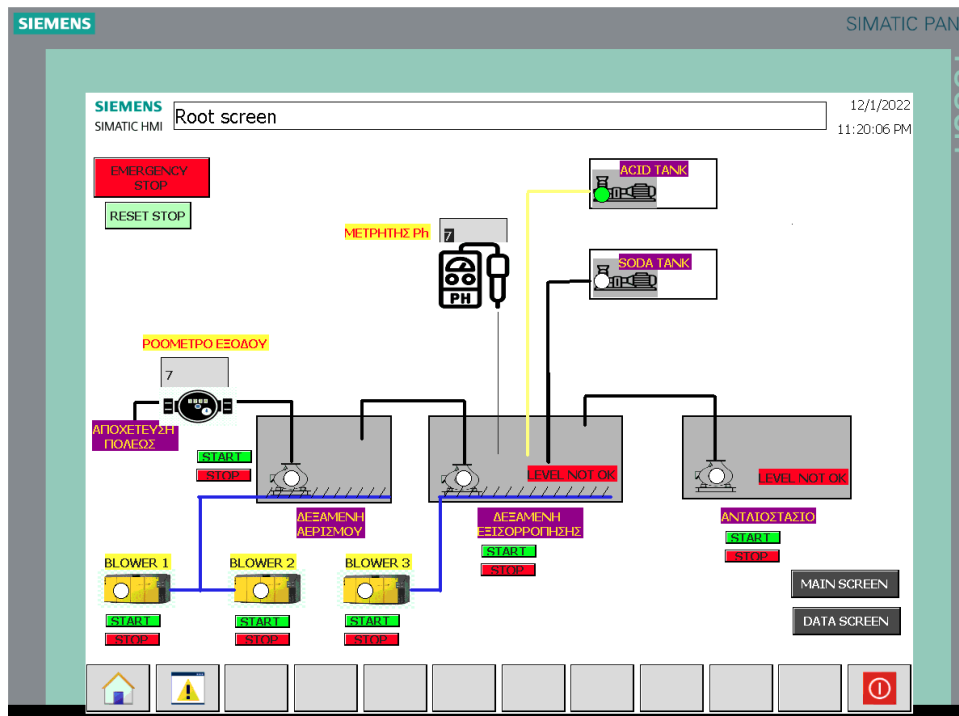 SIEMENS
SIMATIC PAN
SIEMENS
SIMATIC HMI
Root screen
12/1/2022
11:20:06 PM
EMERGENCY
STOP
RESET STOP
ACID TANK
ΜΕΤΡΗΤΗΣ Ph
7
SODA TANK
PH
ΡΟΟΜΕΤΡΟ ΕΞΟΔΟΥ
7
ΑΠΟΧΕΤΕΥΣΗ
ΠΟΛΕΩΣ
START
STOP
LEVEL NOT OK
LEVEL NOT OK
ΔΕΞΑΜΕΝΗ
ΑΕΡΙΣΜΟΥ
ΔΕΞΑΜΕΝΗ
ΕΞΙΣΟΡΡΟΠΗΣΗΣ
START
STOP
ΑΝΤΛΙΟΣΤΑΣΙΟ
START
STOP
BLOWER 1
BLOWER 2
BLOWER 3
START
STOP
START
STOP
START
STOP
MAIN SCREEN
DATA SCREEN